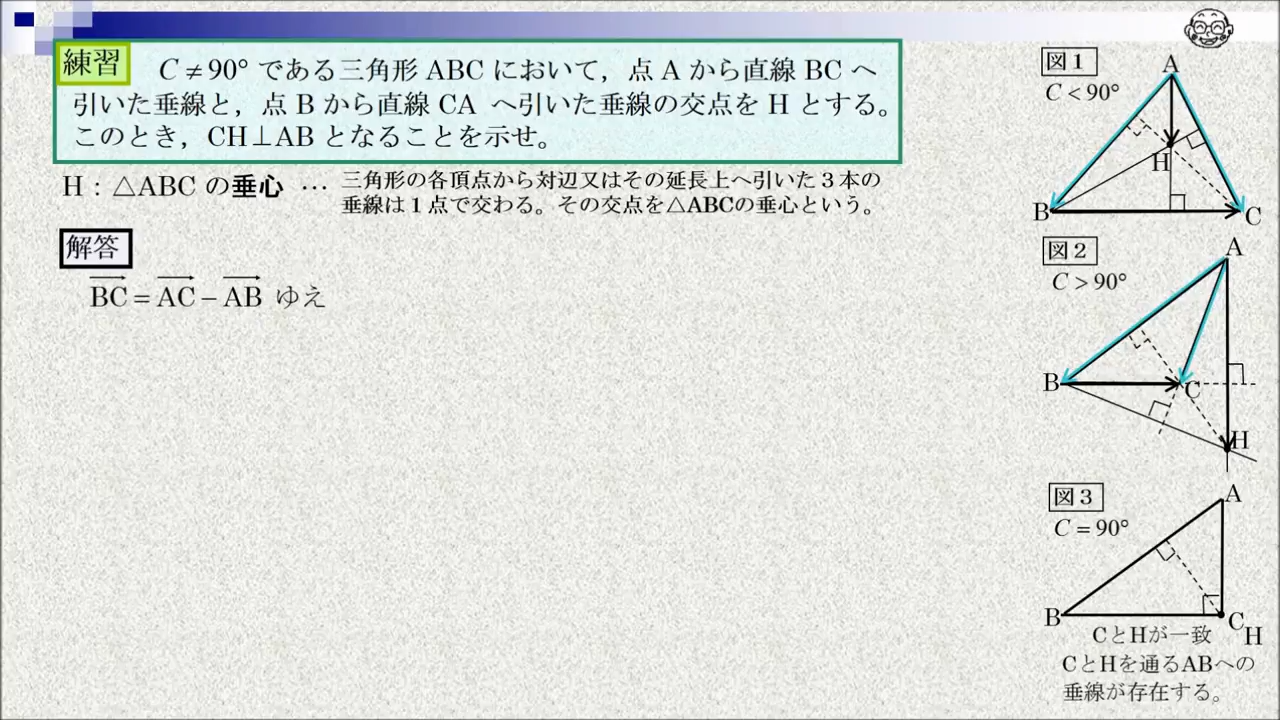 練習 C≠90° である三角形 ABC において，点 A から直線 BC へ
引いた垂線と，点 B から直線 CA へ引いた垂線の交点を H とする。
このとき，CH⊥AB となることを示せ。
H：△ABC の垂心 … 三角形の各頂点から対辺又はその延長上へ引いた３本の
垂線は１点で交わる。その交点を△ABCの垂心という。
解答
\overrightarrow{BC} = \overrightarrow{AC} − \overrightarrow{AB} ゆえ
図１
C＜90°
A
H
B
C
図２
C＞90°
A
B
C
H
図３
C＝90°
A
B
C
H
CとHが一致
CとHを通るABへの
垂線が存在する。